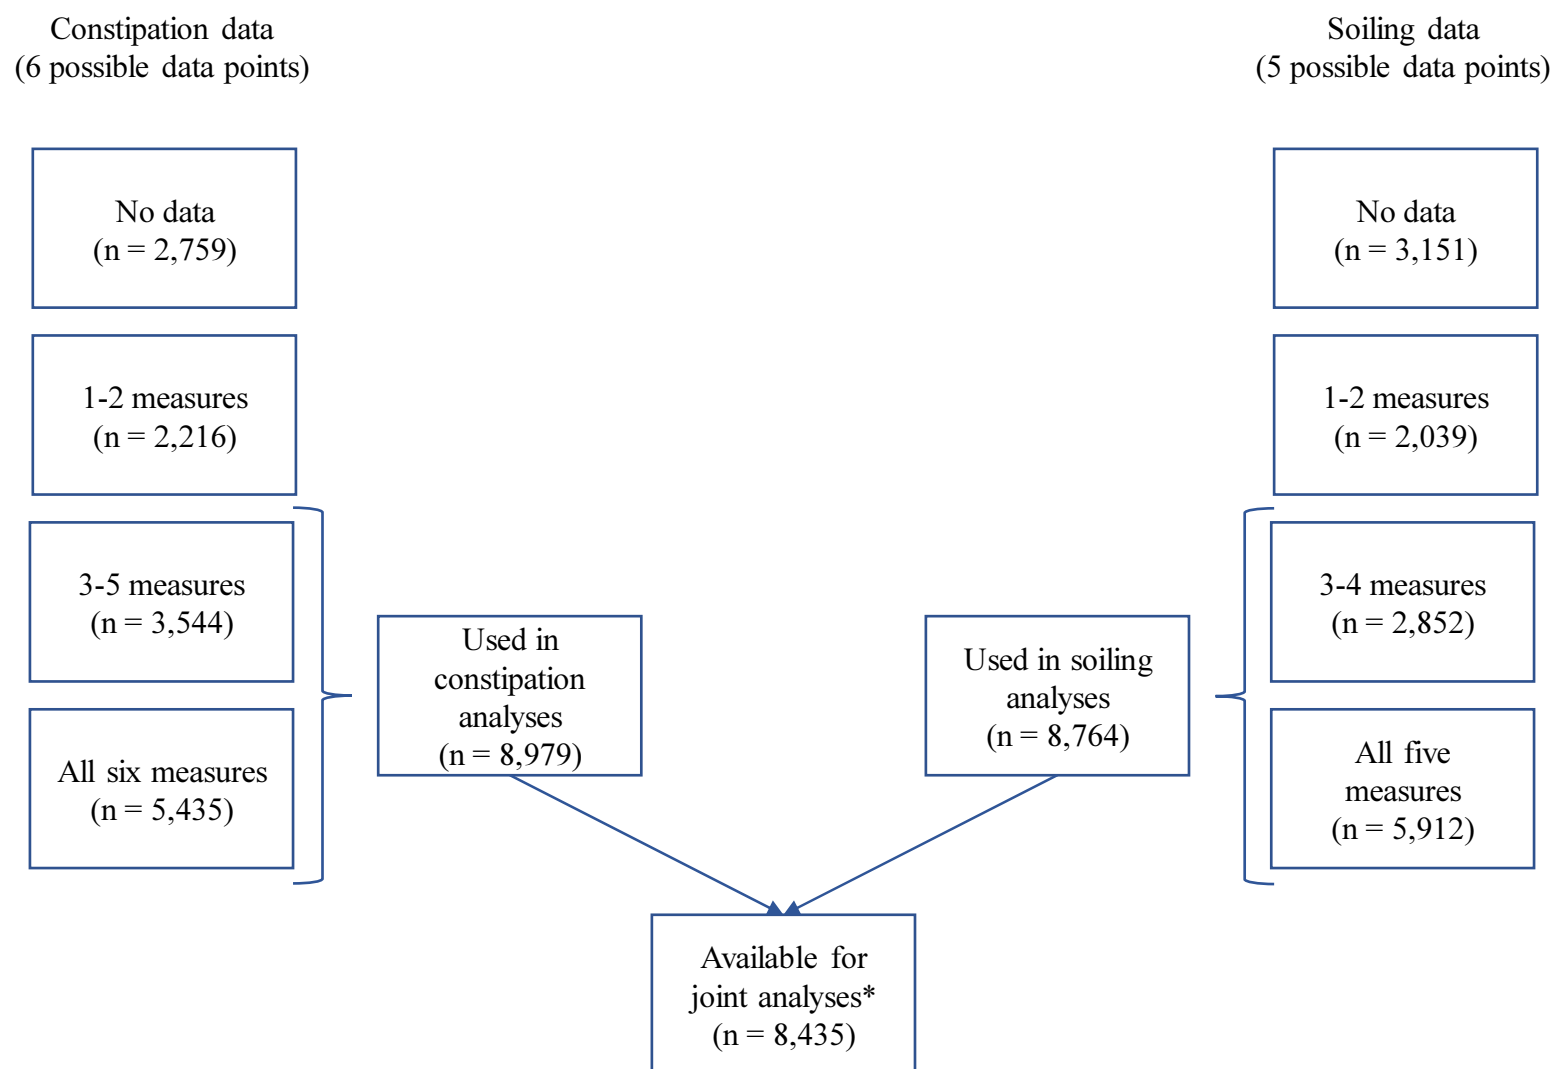 Constipation data
(6 possible data points)
No data
(n = 2,759)
1-2 measures
(n = 2,216)
3-5 measures
(n = 3,544)
All six measures
(n = 5,435)
Used in
constipation
analyses
(n = 8,979)
Soiling data
(5 possible data points)
No data
(n = 3,151)
1-2 measures
(n = 2,039)
3-4 measures
(n = 2,852)
All five
measures
(n = 5,912)
Used in soiling
analyses
(n = 8,764)
Available for
joint analyses*
(n = 8,435)